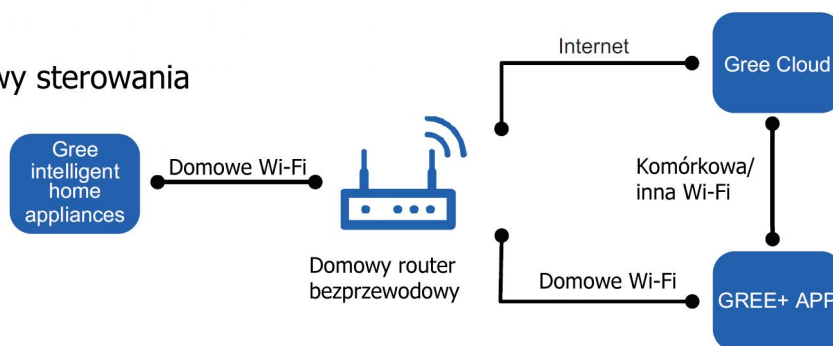 wy sterowania
Internet
Gree Cloud
Gree
intelligent
home
appliances
Domowe Wi-Fi
Komórkowa/
inna Wi-Fi
Domowy router
bezprzewodowy
Domowe Wi-Fi
GREE+ APP